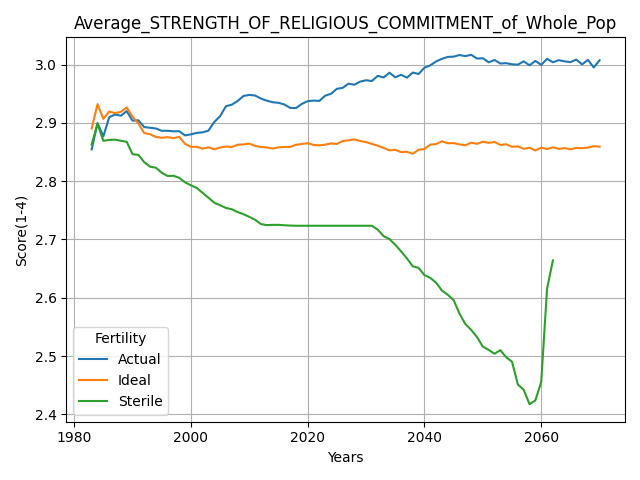 Average_STRENGTH_OF_RELIGIOUS_COMMITMENT_of_Whole_Pop
Score(1-4)
3.0
2.9
2.8
2.7
2.6
2.5
2.4
Fertility
Actual
Ideal
Sterile
1980
2000
2020
2040
2060
Years